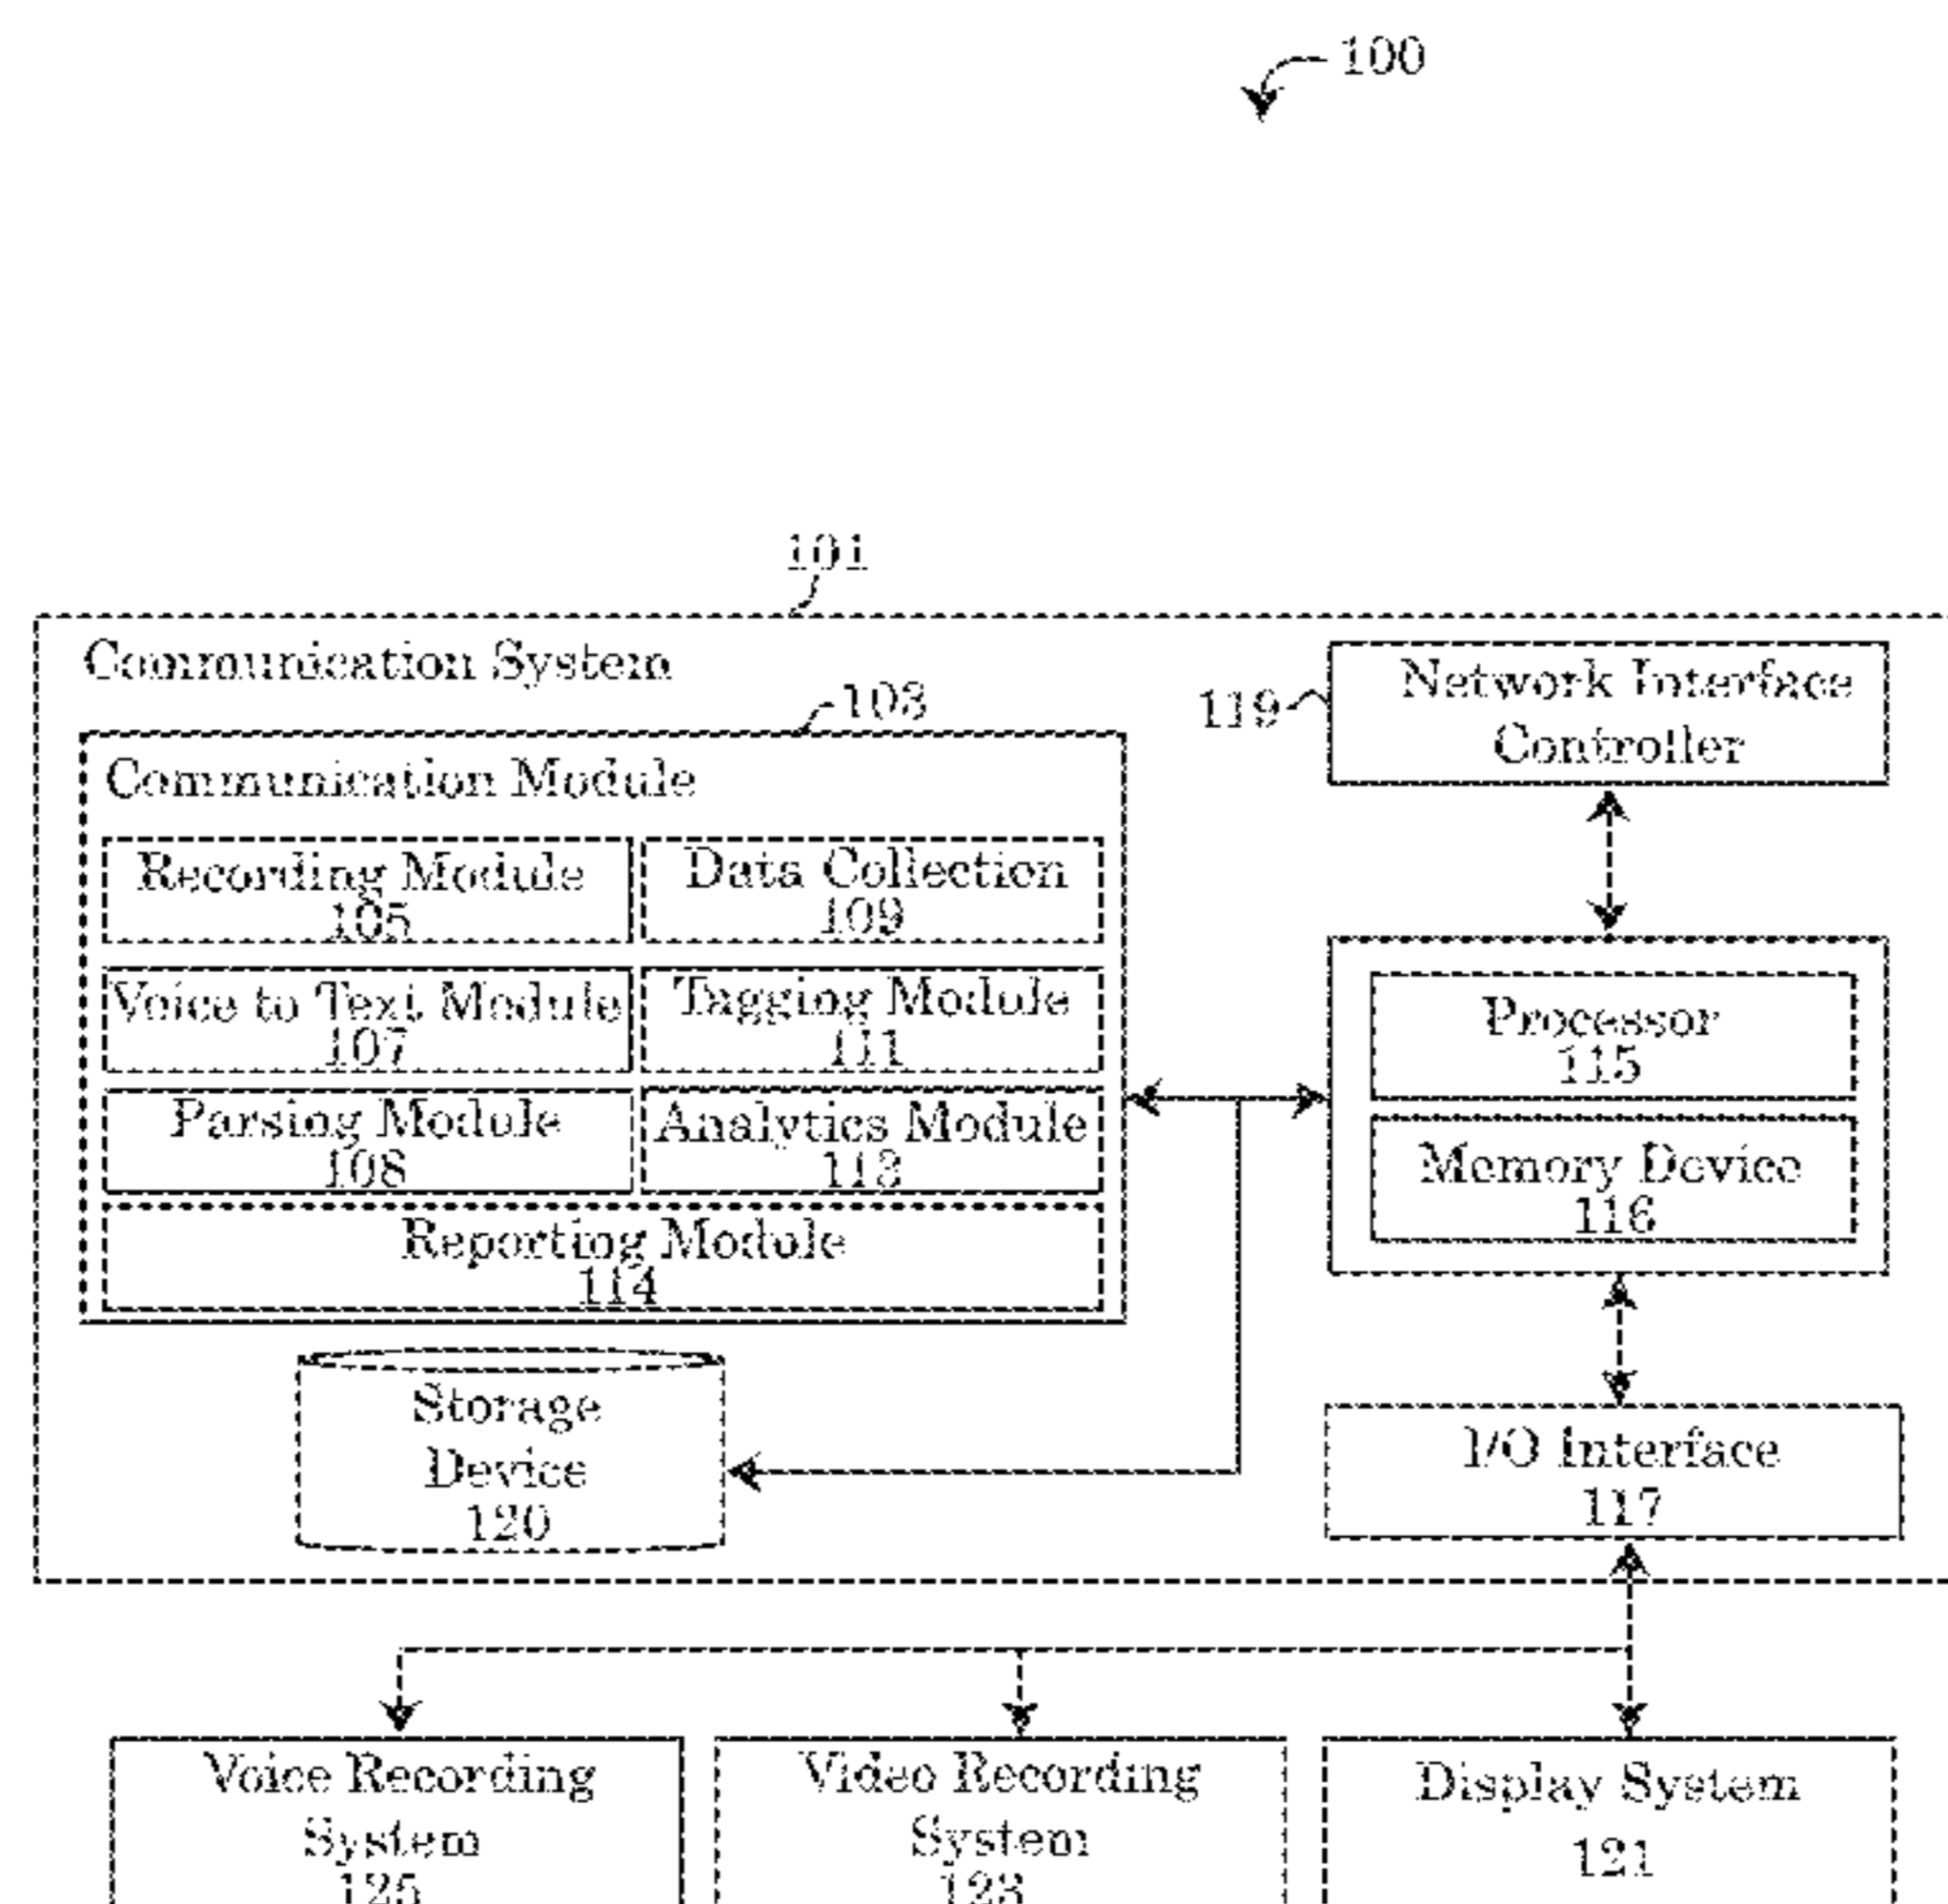 100
101
Communication System
103
Communication Module
Recording Module
105
Data Collection
109
Voice to Text Module
107
Tagging Module
111
Parsing Module
108
Analytics Module
113
Reporting Module
114
Storage
Device
120
119
Network Interface
Controller
Processor
115
Memory Device
116
I/O Interface
117
Voice Recording
System
125
Video Recording
System
123
Display System
121